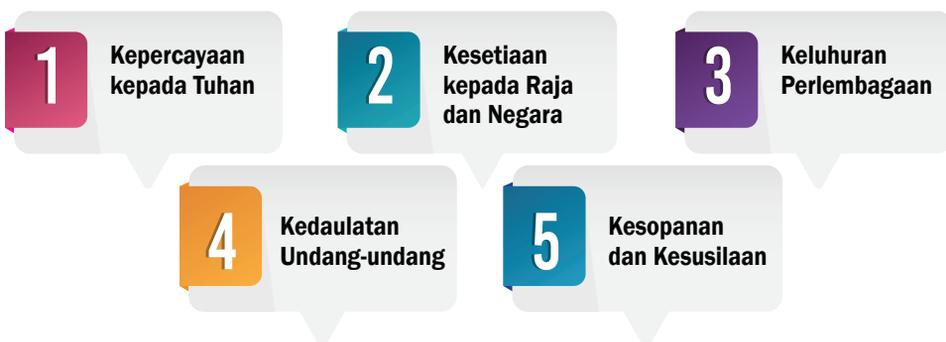 1
Kepercayaan
kepada Tuhan
2
Kesetiaan
kepada Raja
dan Negara
3
Keluhuran
Perlembagaan
4
Kedaulatan
Undang-undang
5
Kesopanan
dan Kesusilaan